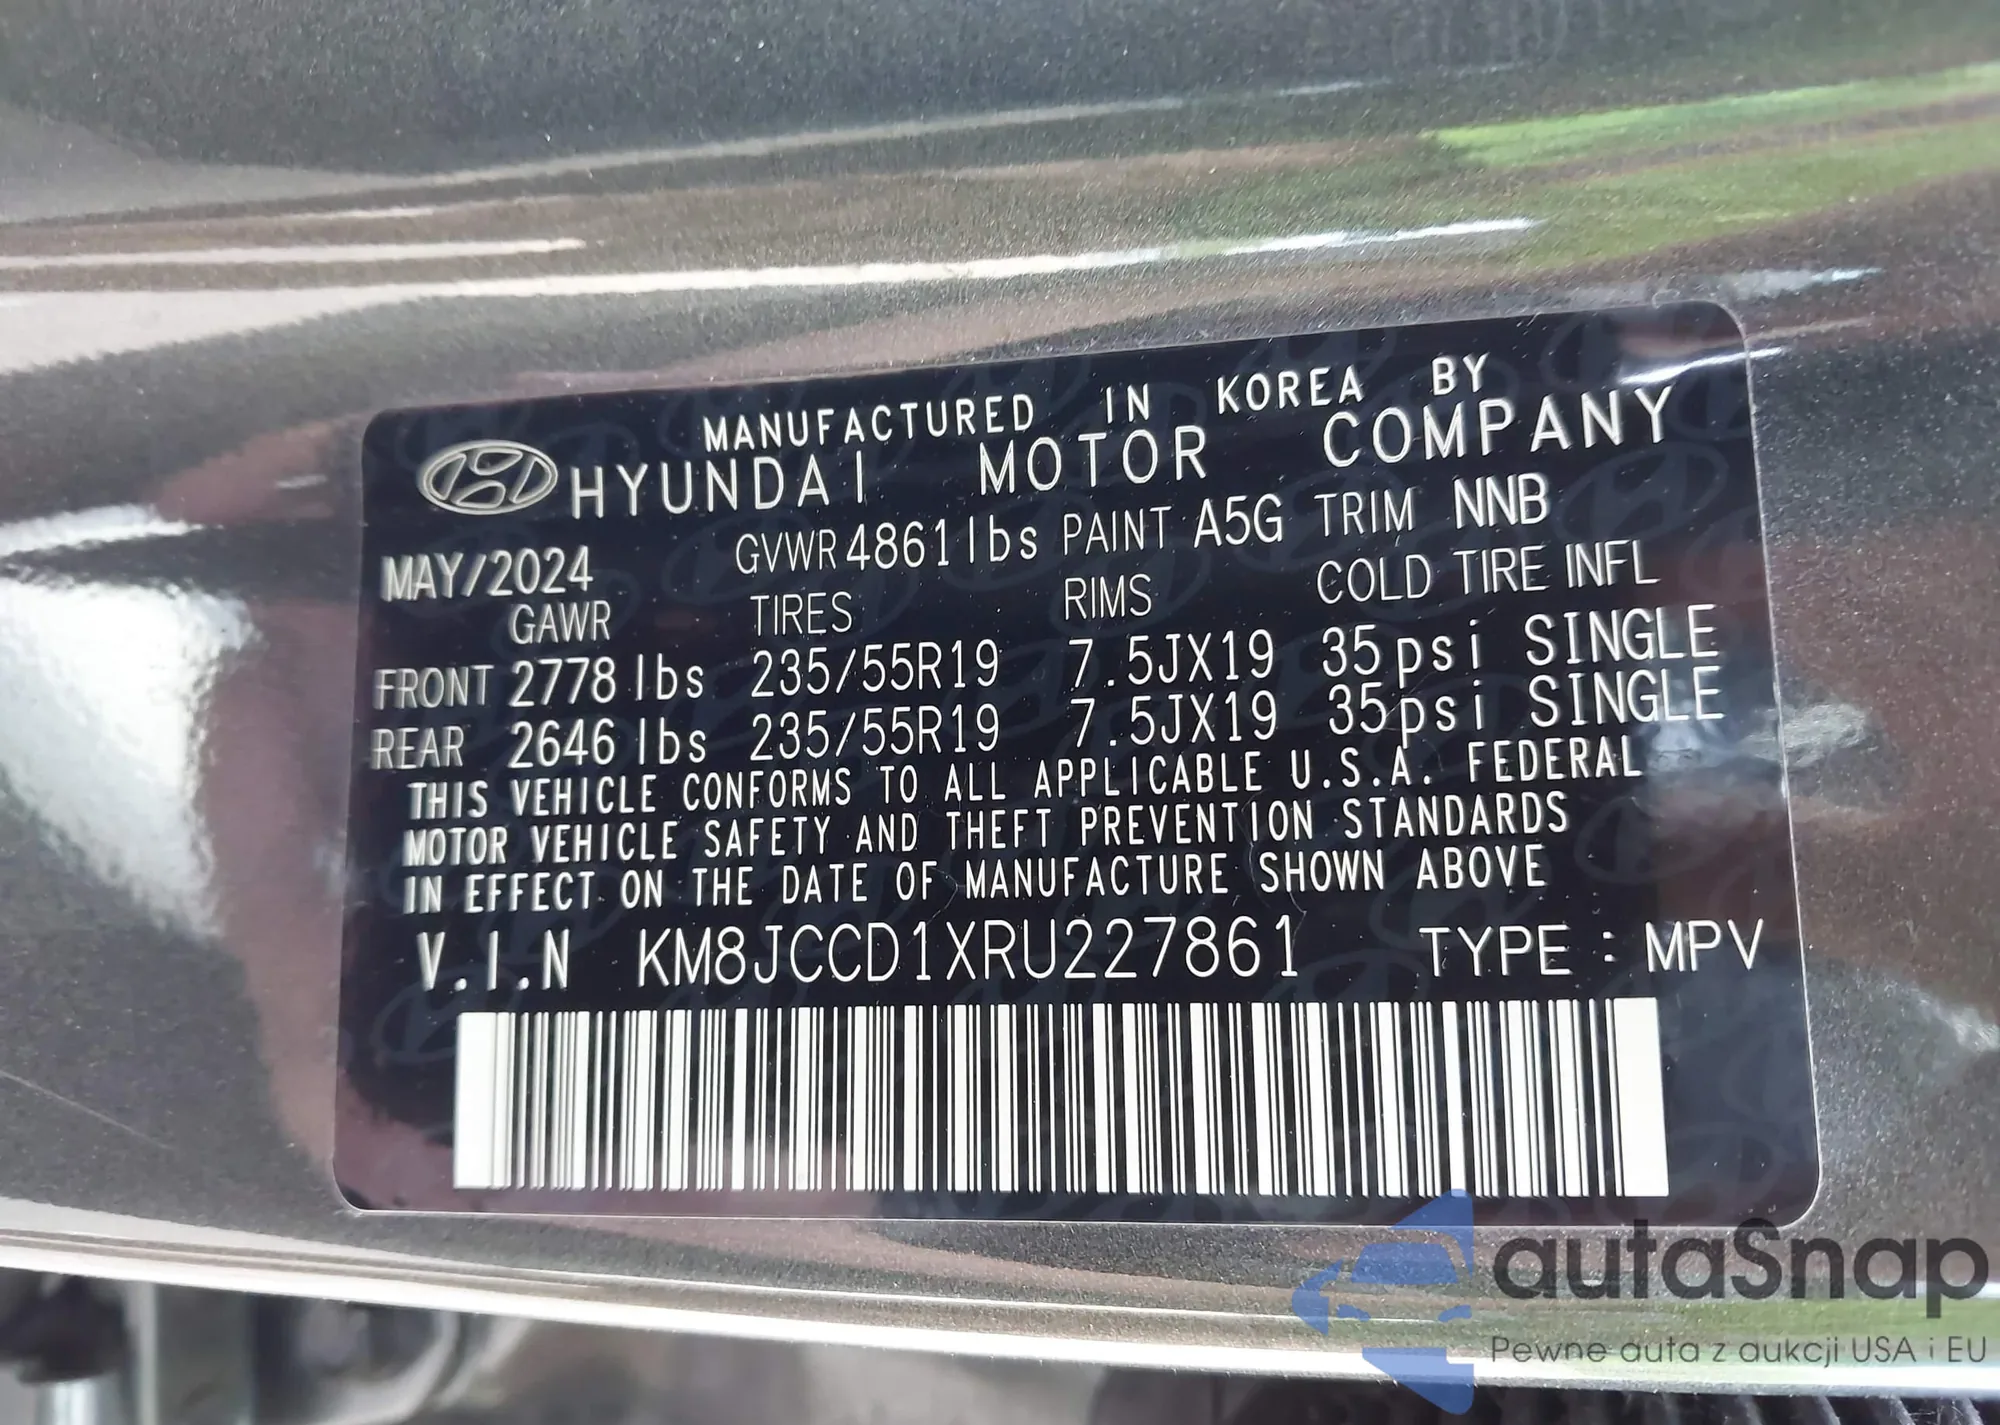 MANUFACTURED IN KOREA BY
HYUNDAI MOTOR COMPANY
MAY/2024 GVWR 4861 lbs PAINT A5G TRIM NNB
GAWR TIRES RIMS COLD TIRE INFL
FRONT 2778 lbs 235/55R19 7.5JX19 35psi SINGLE
REAR 2646 lbs 235/55R19 7.5JX19 35psi SINGLE
THIS VEHICLE CONFORMS TO ALL APPLICABLE U.S.A. FEDERAL
MOTOR VEHICLE SAFETY AND THEFT PREVENTION STANDARDS
IN EFFECT ON THE DATE OF MANUFACTURE SHOWN ABOVE
V.I.N KM8JCCD1XRU227861 TYPE : MPV
autaSnap
Pewne auta z aukcji USA i EU